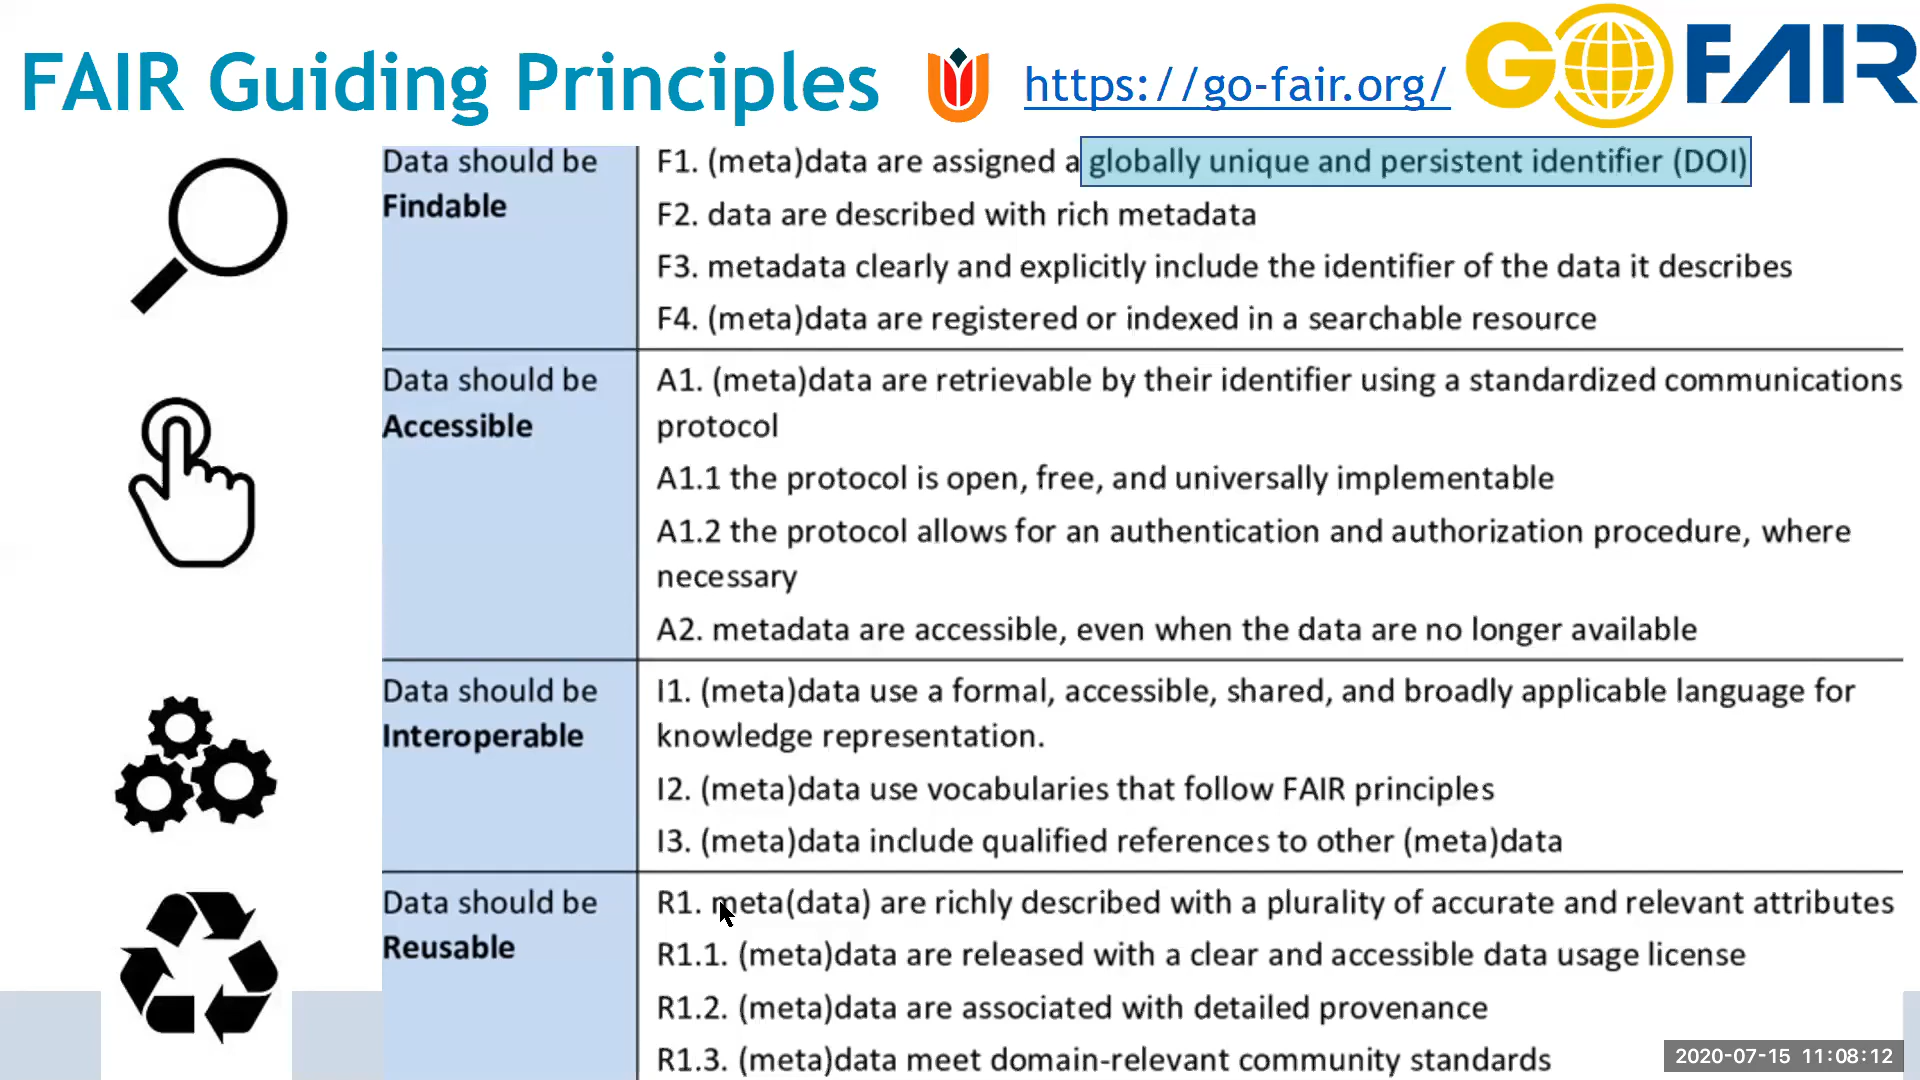 FAIR Guiding Principles
https://go-fair.org/
GO FAIR
Data should be
Findable
F1. (meta)data are assigned a globally unique and persistent identifier (DOI)
F2. data are described with rich metadata
F3. metadata clearly and explicitly include the identifier of the data it describes
F4. (meta)data are registered or indexed in a searchable resource
Data should be
Accessible
A1. (meta)data are retrievable by their identifier using a standardized communications
protocol
A1.1 the protocol is open, free, and universally implementable
A1.2 the protocol allows for an authentication and authorization procedure, where
necessary
A2. metadata are accessible, even when the data are no longer available
Data should be
Interoperable
I1. (meta)data use a formal, accessible, shared, and broadly applicable language for
knowledge representation.
I2. (meta)data use vocabularies that follow FAIR principles
I3. (meta)data include qualified references to other (meta)data
Data should be
Reusable
R1. meta(data) are richly described with a plurality of accurate and relevant attributes
R1.1. (meta)data are released with a clear and accessible data usage license
R1.2. (meta)data are associated with detailed provenance
R1.3. (meta)data meet domain-relevant community standards
2020-07-15 11:08:12